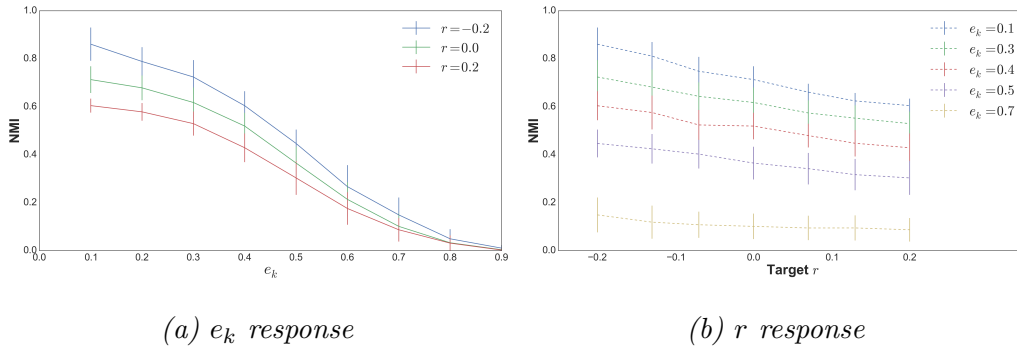 1.0
0.8
0.6
0.4
0.2
0.0
NMI
0.0 0.1 0.2 0.3 0.4 0.5 0.6 0.7 0.8 0.9
e_k
r=−0.2
r=0.0
r=0.2
(a) e_k response
1.0
0.8
0.6
0.4
0.2
0.0
NMI
−0.2 −0.1 0.0 0.1 0.2
Target r
e_k=0.1
e_k=0.3
e_k=0.4
e_k=0.5
e_k=0.7
(b) r response